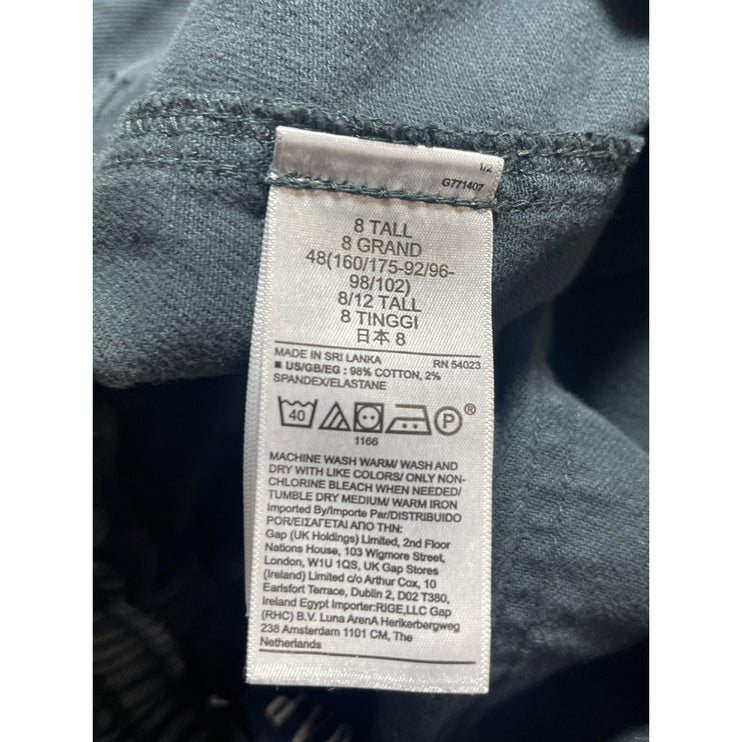 1/2
G771407
8 TALL
8 GRAND
48(160/175-92/96-
98/102)
8/12 TALL
8 TINGGI
日本 8
MADE IN SRI LANKA RN 54023
■ US/GB/EG : 98% COTTON, 2%
SPANDEX/ELASTANE
40 P ®
1166
MACHINE WASH WARM/ WASH AND
DRY WITH LIKE COLORS/ ONLY NON-
CHLORINE BLEACH WHEN NEEDED/
TUMBLE DRY MEDIUM/ WARM IRON
Imported By/Importe Par/DISTRIBUIDO
POR/ΕΙΣΑΓΕΤΑΙ ΑΠΟ ΤΗΝ:
Gap (UK Holdings) Limited, 2nd Floor
Nations House, 103 Wigmore Street,
London, W1U 1QS, UK Gap Stores
(Ireland) Limited c/o Arthur Cox, 10
Earlsfort Terrace, Dublin 2, D02 T380,
Ireland Egypt Importer:RIGE,LLC Gap
(RHC) B.V. Luna ArenA Herikerbergweg
238 Amsterdam 1101 CM, The
Netherlands